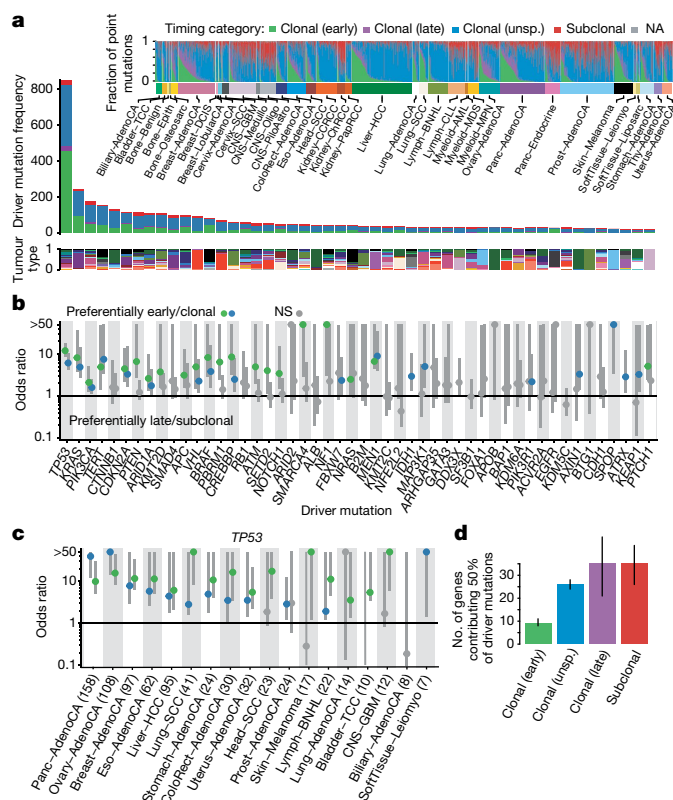 a
Timing category: Clonal (early) Clonal (late) Clonal (unsp.) Subclonal NA
Fraction of point
mutations
1
0
Biliary–AdenoCA
Bladder–TCC
Bone–Benign
Bone–Epith
Bone–Osteosarc
Breast–AdenoCA
Breast–DCIS
Breast–LobularCA
Cervix–AdenoCA
Cervix–SCC
CNS–GBM
CNS–Medullo
CNS–Oligo
CNS–PiloAstro
ColoRect–AdenoCA
Eso–AdenoCA
Head–SCC
Kidney–ChRCC
Kidney–PapRCC
Liver–HCC
Lung–AdenoCA
Lung–SCC
Lymph–BNHL
Lymph–CLL
Myeloid–AML
Myeloid–MDS
Myeloid–MPN
Ovary–AdenoCA
Panc–AdenoCA
Panc–Endocrine
Prost–AdenoCA
Skin–Melanoma
SoftTissue–Leiomyo
SoftTissue–Liposarc
Stomach–AdenoCA
Thy–AdenoCA
Uterus–AdenoCA
Driver mutation frequency
800
600
400
200
0
Tumour
type
1
0
b
Preferentially early/clonal
NS
Odds ratio
>50
10
5
1
0.1
Preferentially late/subclonal
TP53
KRAS
PIK3CA
TERT
CTNNB1
CDKN2A
PTEN
ARID1A
KMT2D
SMAD4
APC
VHL
BRAF
PBRM1
CREBBP
RB1
ATM
SETD2
NOTCH1
ARID2
SMARCA4
ALB
NF1
FBXW7
NRAS
B2M
MEN1
KMT2C
NFE2L2
IDH1
MAP3K1
ARHGAP35
GATA3
DDX3X
SF3B1
FOXA1
APOB
BAP1
KDM6A
PIK3R1
ACVR2A
EGFR
KDM5C
AXIN1
BTG1
CDH1
SPOP
ATRX
KEAP1
PTCH1
Driver mutation
c
TP53
Odds ratio
>50
10
5
1
0.1
Panc–AdenoCA (158)
Ovary–AdenoCA (108)
Breast–AdenoCA (97)
Eso–AdenoCA (62)
Liver–HCC (95)
Lung–SCC (41)
Stomach–AdenoCA (24)
ColoRect–AdenoCA (30)
Uterus–AdenoCA (32)
Head–SCC (23)
Prost–AdenoCA (24)
Skin–Melanoma (17)
Lymph–BNHL (22)
Lung–AdenoCA (14)
Bladder–TCC (10)
CNS–GBM (12)
Biliary–AdenoCA (8)
SoftTissue–Leiomyo (7)
d
No. of genes
contributing 50%
of driver mutations
30
20
15
10
0
Clonal (early)
Clonal (unsp.)
Clonal (late)
Subclonal